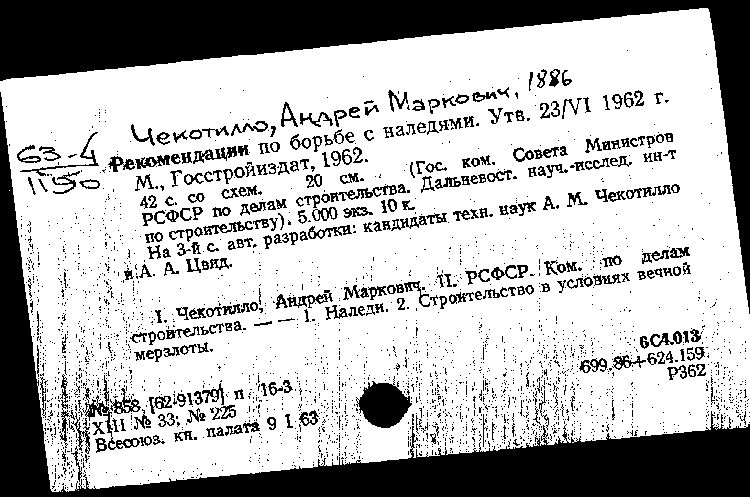 Чекотилло, Андрей Маркович, 1886
63-4
1150
Рекомендации по борьбе с наледями. Утв. 23/VI 1962 г.
М., Госстройиздат, 1962.
42 с. со схем. 20 см. (Гос. ком. Совета Министров
РСФСР по делам строительства. Дальневост. науч.-исслед. ин-т
по строительству). 5.000 экз. 10 к.
На 3-й с. авт. разработки: кандидаты техн. наук А. М. Чекотилло
и А. А. Цвид.
I. Чекотилло, Андрей Маркович. II. РСФСР. Ком. по делам
строительства. — — 1. Наледи. 2. Строительство в условиях вечной
мерзлоты.
6С4.013
699.86+624.159
Р362
№ 858 [62-91379] п 16-3
XIII № 33; № 225
Всесоюз. кн. палата 9 I 63